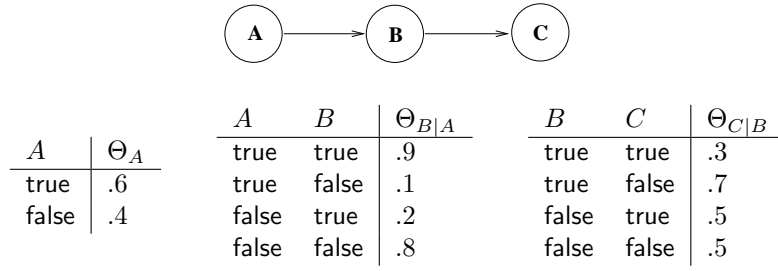 A B C
A Θ_A
true .6
false .4
A B Θ_{B|A}
true true .9
true false .1
false true .2
false false .8
B C Θ_{C|B}
true true .3
true false .7
false true .5
false false .5